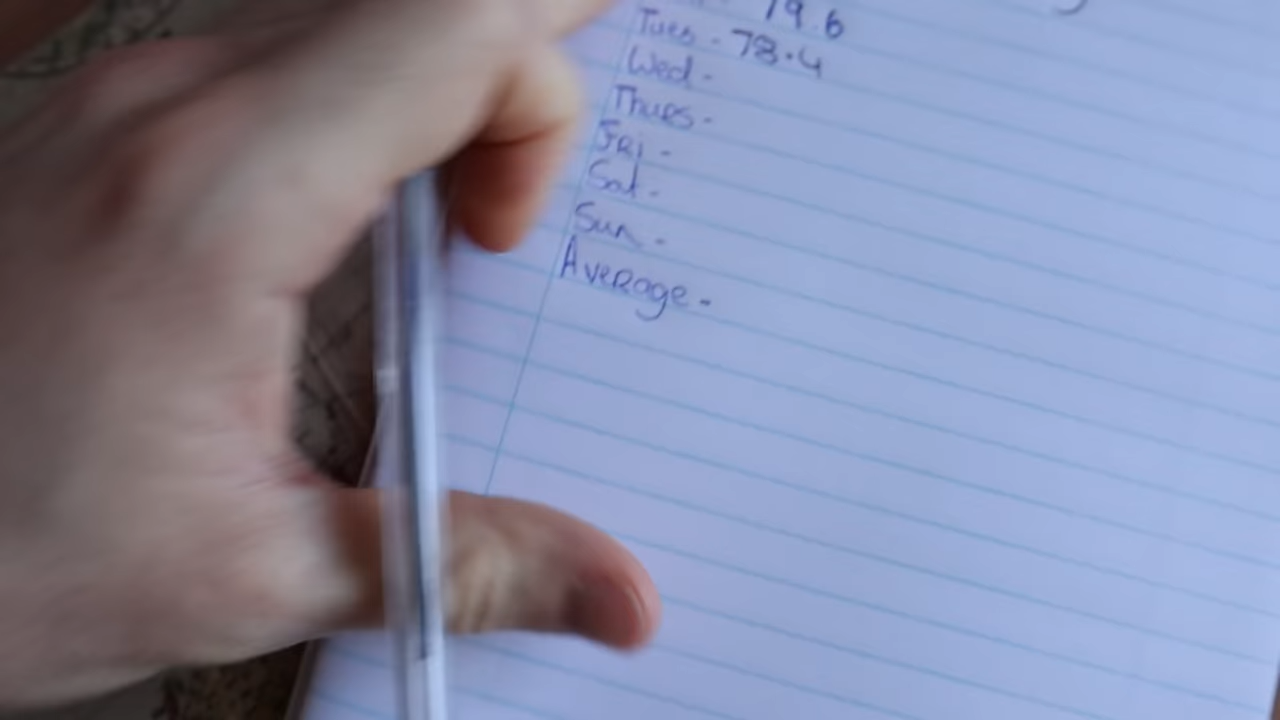 79.6
Tues - 78.4
Wed -
Thurs -
Fri -
Sat -
Sun -
Average -